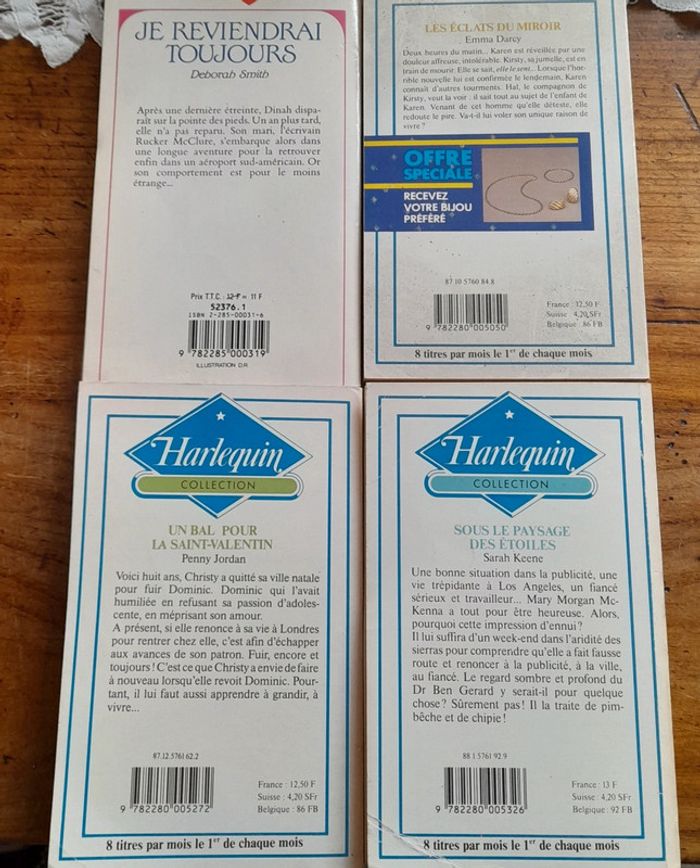 JE REVIENDRAI
TOUJOURS
Deborah Smith
Après une dernière étreinte, Dinah dispa-
raît sur la pointe des pieds. Un an plus tard,
elle n'a pas reparu. Son mari, l'écrivain
Rucker McClure, s'embarque alors dans
une longue aventure pour la retrouver
enfin dans un aéroport sud-américain. Or
son comportement est pour le moins
étrange...
Prix T.T.C. 12 F = 11 F
52376.1
ISBN 2-285-00031-6
9 782285 000319
ILLUSTRATION D.R.
LES ÉCLATS DU MIROIR
Emma Darcy
Deux heures du matin... Karen est réveillée par une
douleur affreuse, intolérable. Kirsty, sa jumelle, est en
train de mourir. Elle se sait, elle le sent... Lorsque l'hor-
rible nouvelle lui est confirmée le lendemain, Karen
connaît d'autres tourments. Hal, le compagnon de
Kirsty, veut la voir : il sait tout au sujet de l'enfant de
Karen. Venant de cet homme qu'elle déteste, elle
redoute le pire. Va-t-il lui voler son unique raison de
vivre ?
OFFRE
SPÉCIALE
RECEVEZ
VOTRE BIJOU
PRÉFÉRÉ
87 10 5760 84.8
9 782280 005050
France : 12,50 F
Suisse : 4,20 SFr
Belgique : 86 FB
8 titres par mois le 1er de chaque mois
Harlequin
COLLECTION
UN BAL POUR
LA SAINT-VALENTIN
Penny Jordan
Voici huit ans, Christy a quitté sa ville natale
pour fuir Dominic. Dominic qui l'avait
humiliée en refusant sa passion d'adoles-
cente, en méprisant son amour.
A présent, si elle renonce à sa vie à Londres
pour rentrer chez elle, c'est afin d'échapper
aux avances de son patron. Fuir, encore et
toujours ! C'est ce que Christy a envie de faire
à nouveau lorsqu'elle revoit Dominic. Pour-
tant, il lui faut aussi apprendre à grandir, à
vivre...
87.12.5761 62.2
9 782280 005272
France : 12,50 F
Suisse : 4,20 SFr
Belgique : 86 FB
8 titres par mois le 1er de chaque mois
Harlequin
COLLECTION
SOUS LE PAYSAGE
DES ÉTOILES
Sarah Keene
Une bonne situation dans la publicité, une
vie trépidante à Los Angeles, un fiancé
sérieux et travailleur... Mary Morgan Mc-
Kenna a tout pour être heureuse. Alors,
pourquoi cette impression d'ennui ?
Il lui suffira d'un week-end dans l'aridité des
sierras pour comprendre qu'elle a fait fausse
route et renoncer à la publicité, à la ville,
au fiancé. Le regard sombre et profond du
Dr Ben Gerard y serait-il pour quelque
chose ? Sûrement pas ! Il la traite de pim-
bêche et de chipie !
88 1 5761 92.9
9 782280 005326
France : 13 F
Suisse : 4,20 SFr
Belgique : 92 FB
8 titres par mois le 1er de chaque mois